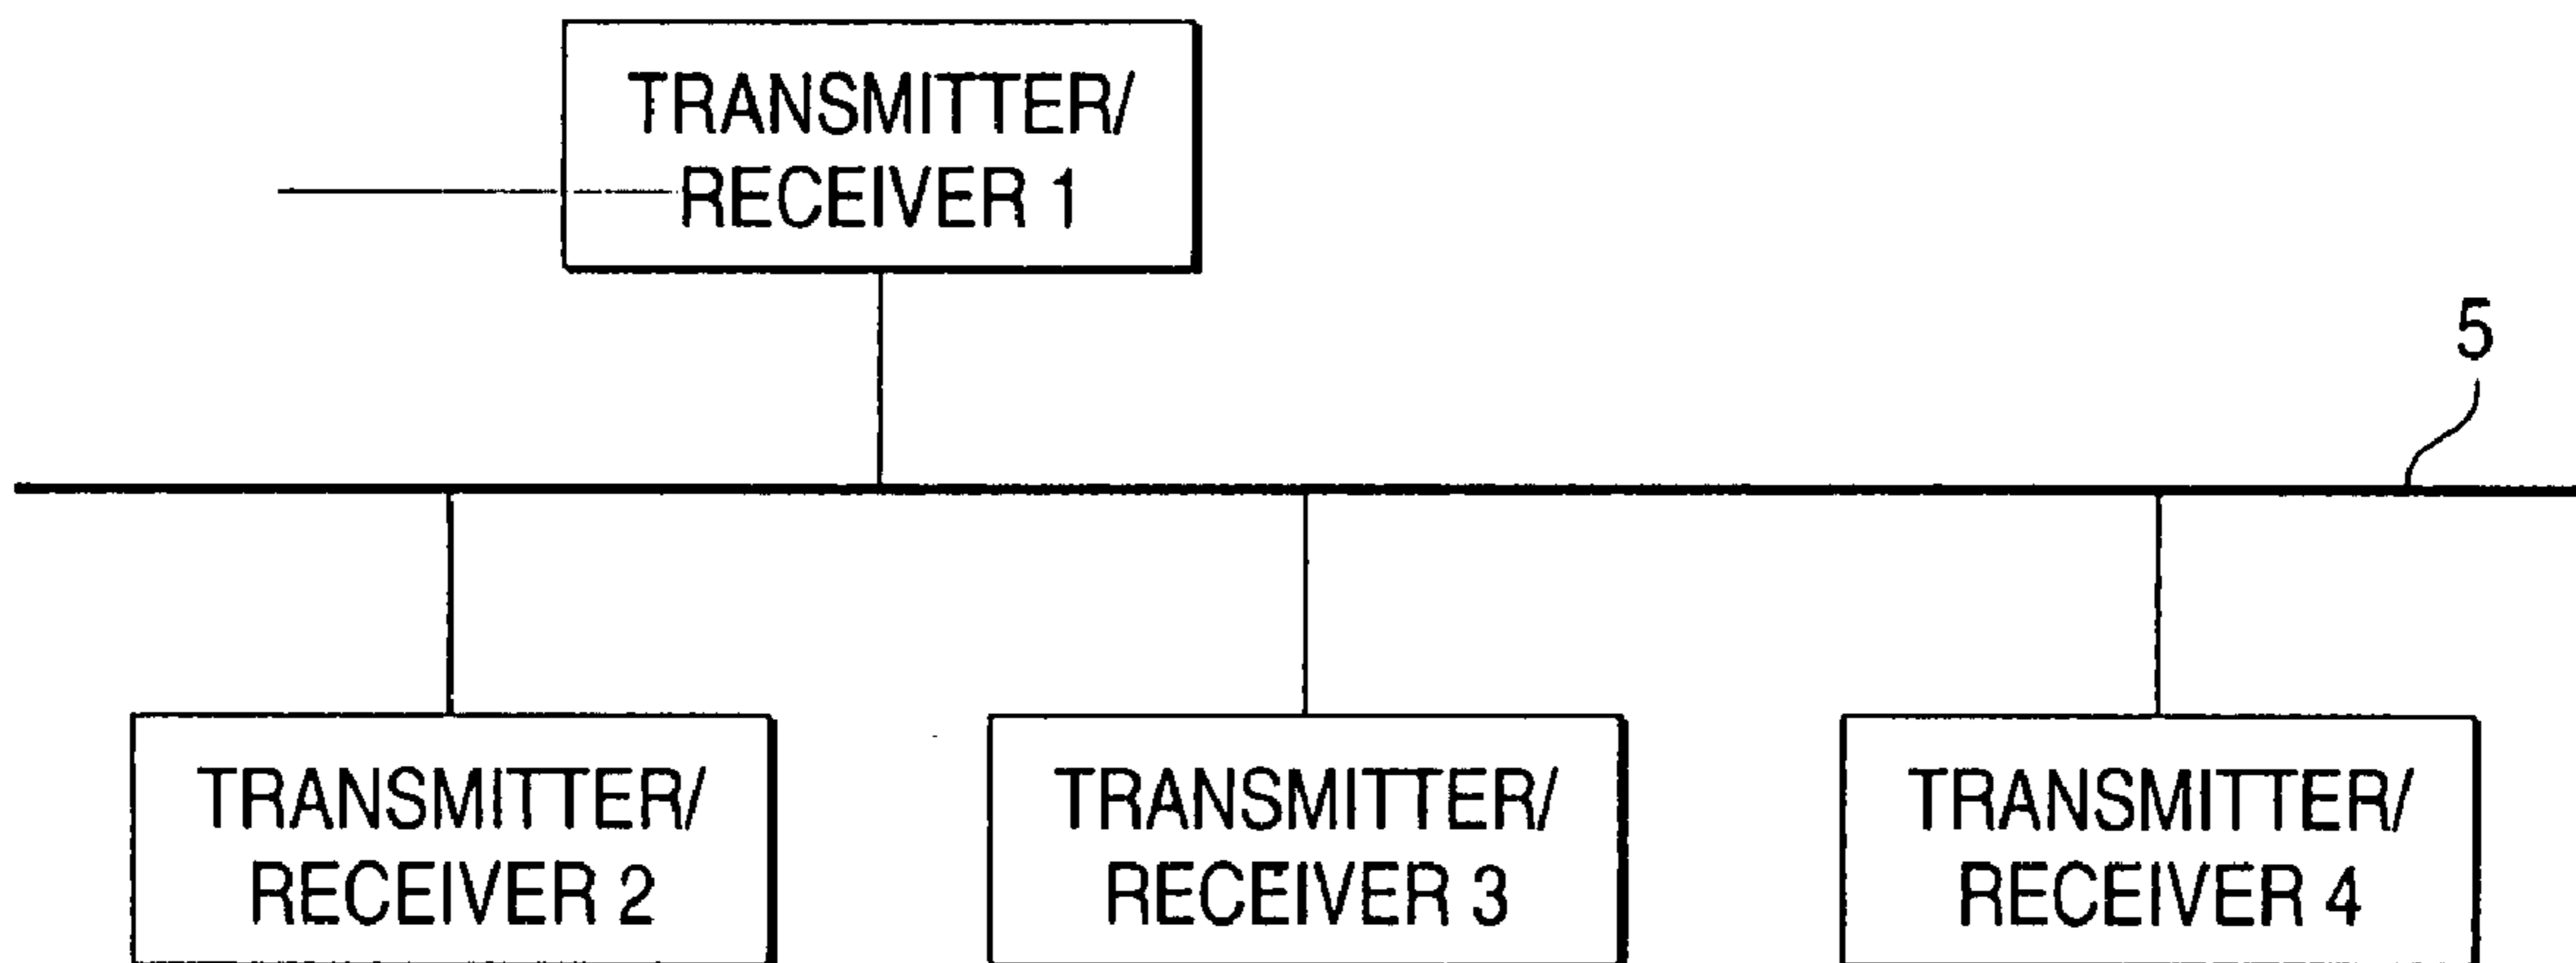 TRANSMITTER/
RECEIVER 1
5
TRANSMITTER/
RECEIVER 2
TRANSMITTER/
RECEIVER 3
TRANSMITTER/
RECEIVER 4